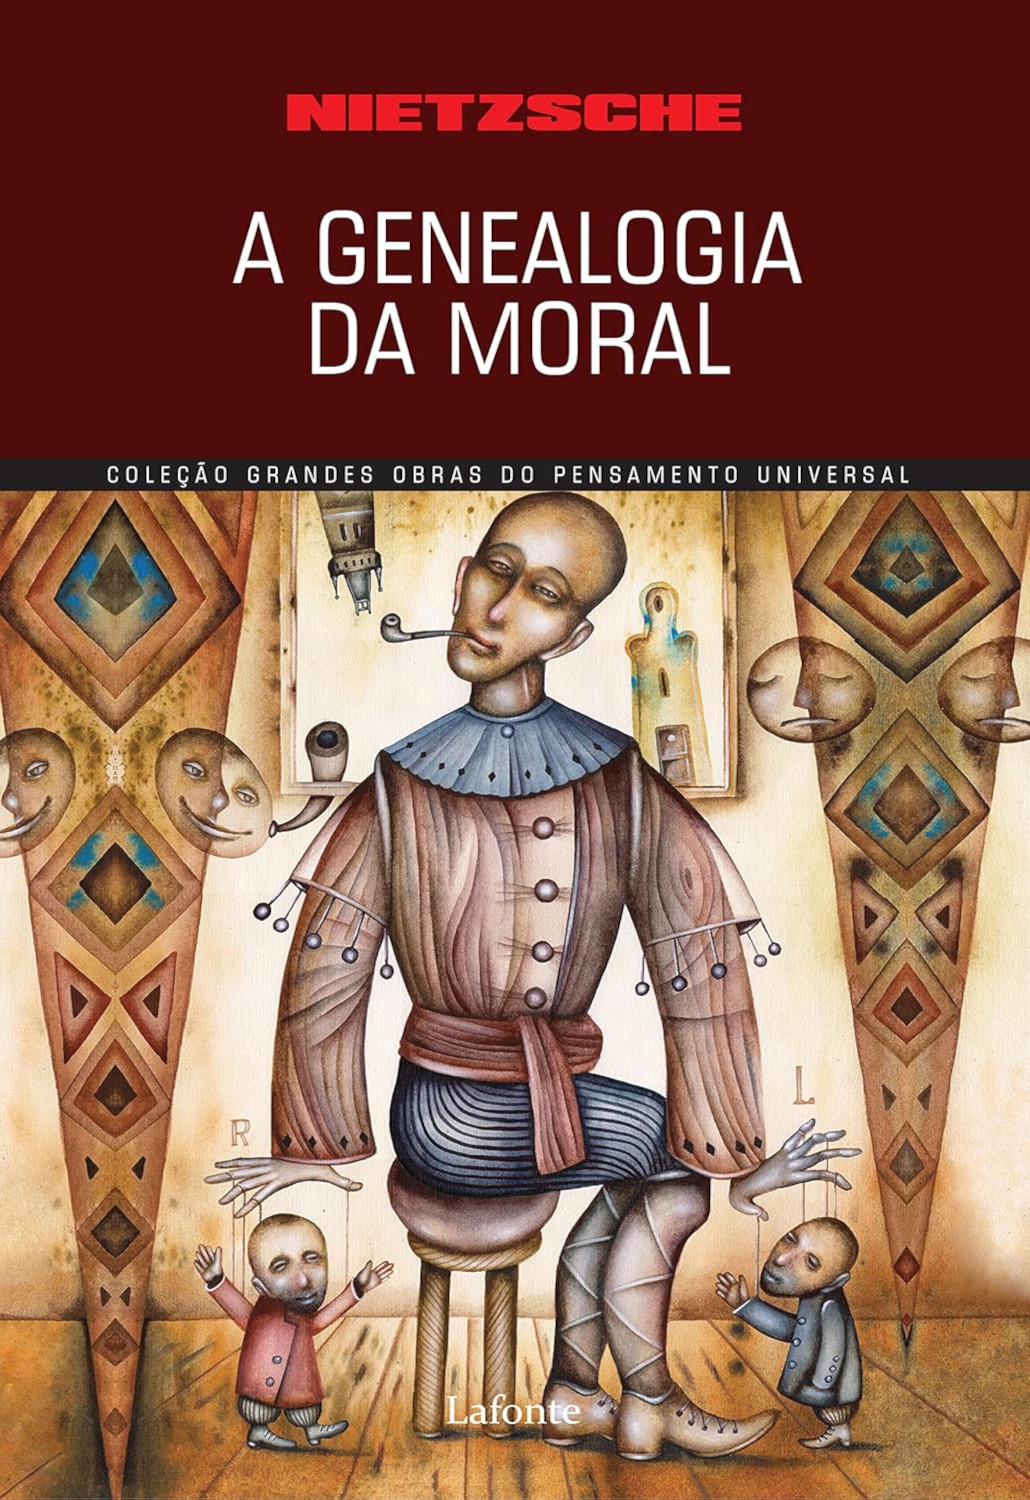 NIETZSCHE
A GENEALOGIA
DA MORAL
COLEÇÃO GRANDES OBRAS DO PENSAMENTO UNIVERSAL
L
R
Lafonte